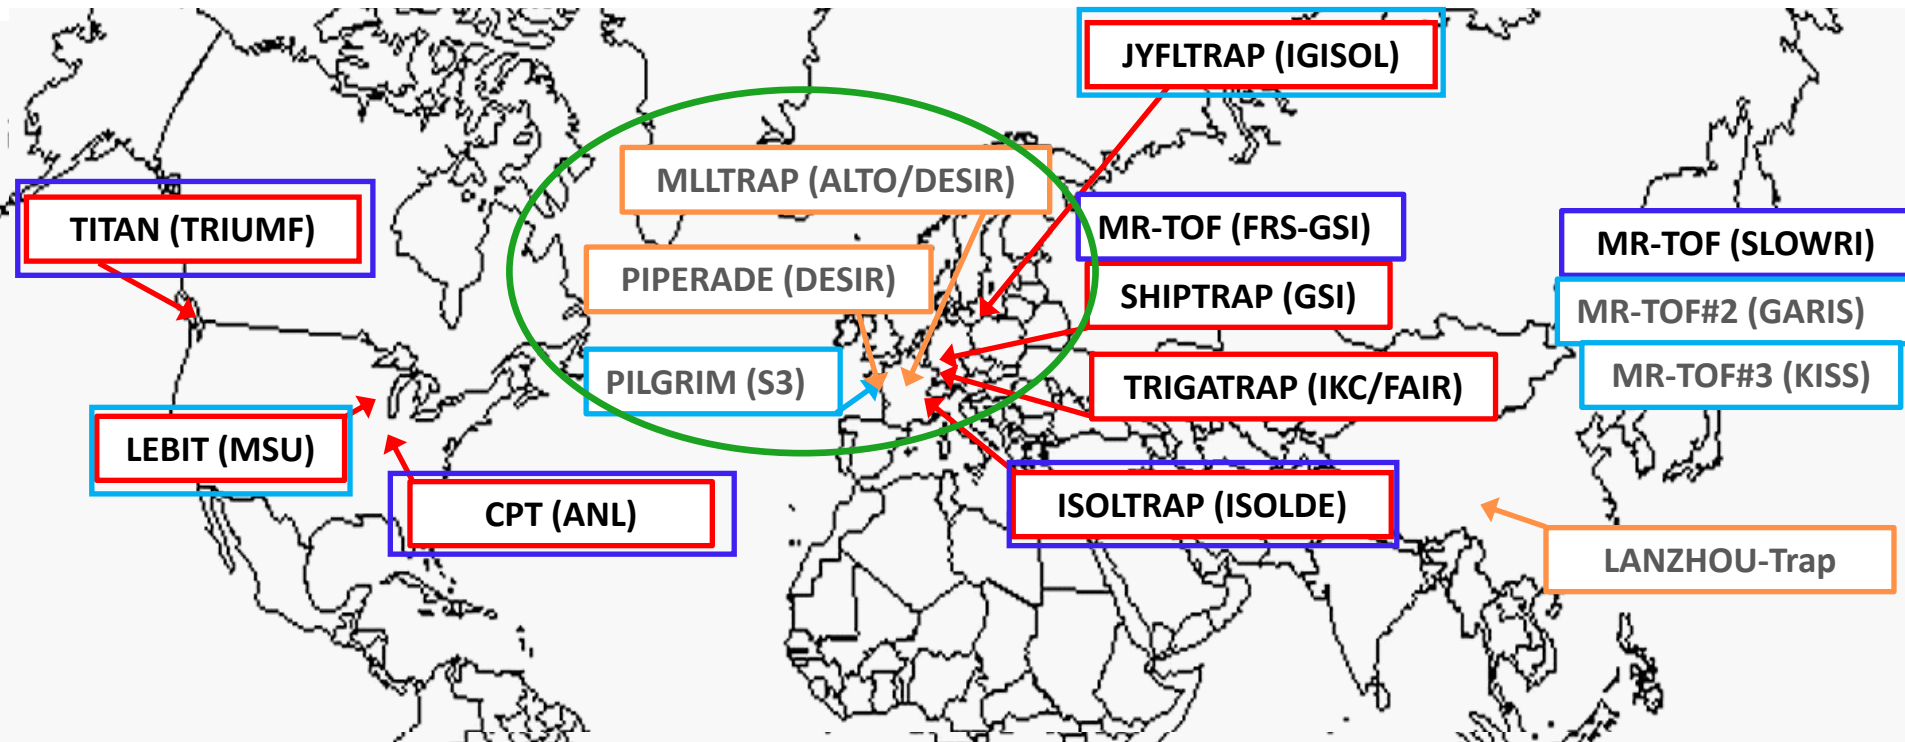 JYFLTRAP (IGISOL)
MLLTRAP (ALTO/DESIR)
TITAN (TRIUMF)
MR-TOF (FRS-GSI)
MR-TOF (SLOWRI)
PIPERADE (DESIR)
SHIPTRAP (GSI)
MR-TOF#2 (GARIS)
PILGRIM (S3)
TRIGATRAP (IKC/FAIR)
MR-TOF#3 (KISS)
LEBIT (MSU)
CPT (ANL)
ISOLTRAP (ISOLDE)
LANZHOU-Trap